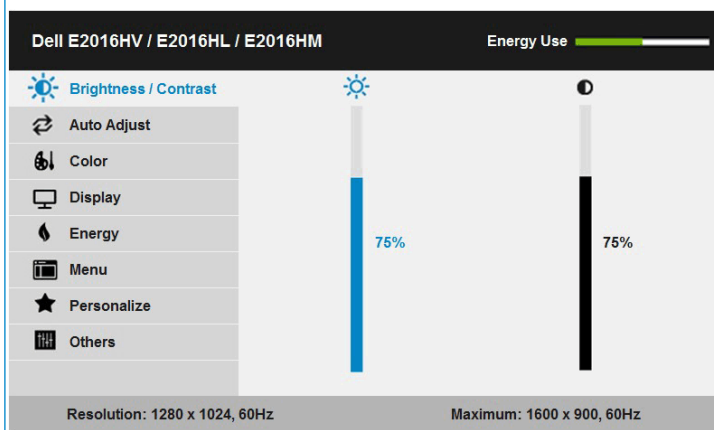 Dell E2016HV / E2016HL / E2016HM
Energy Use
Brightness / Contrast
Auto Adjust
Color
Display
Energy
Menu
Personalize
Others
75%
75%
Resolution: 1280 x 1024, 60Hz
Maximum: 1600 x 900, 60Hz